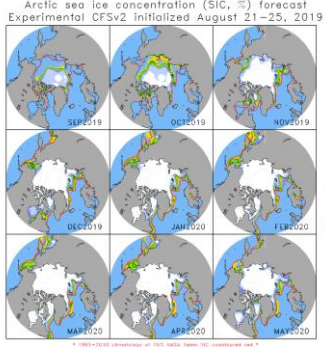 Arctic sea ice concentration (SIC, %) forecast
Experimental CFSv2 initialized August 21-25, 2019
SEP2019
OCT2019
NOV2019
DEC2019
JAN2020
FEB2020
MAR2020
APR2020
MAY2020